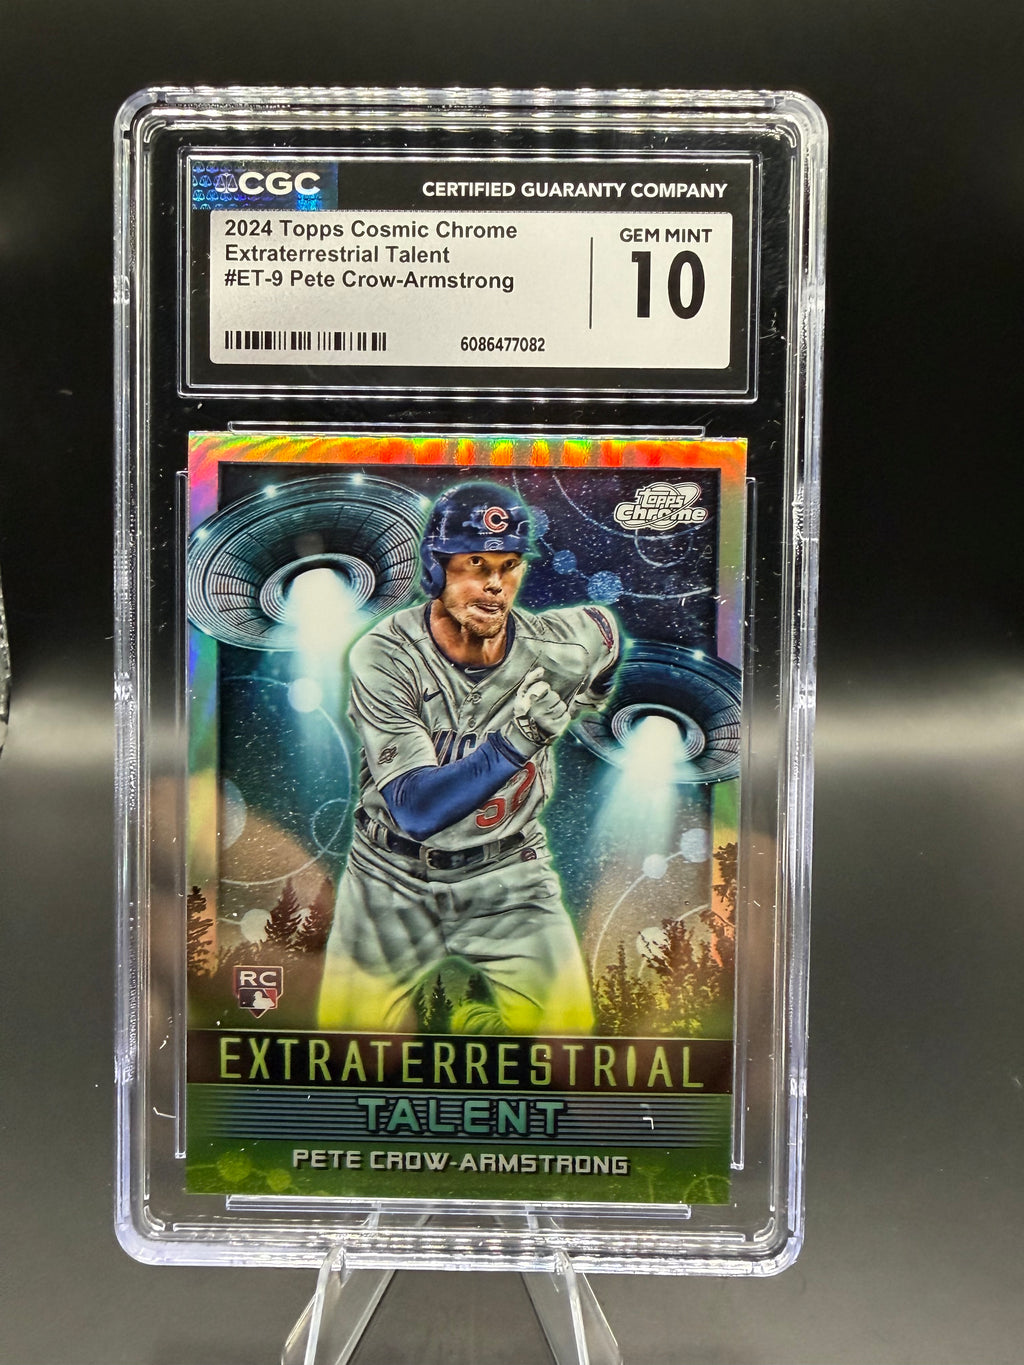 CGC
CERTIFIED GUARANTY COMPANY
2024 Topps Cosmic Chrome
Extraterrestrial Talent
#ET-9 Pete Crow-Armstrong
GEM MINT
10
6086477082
topps
Chrome
C
52
RC
EXTRATERRESTRIAL
TALENT
PETE CROW-ARMSTRONG